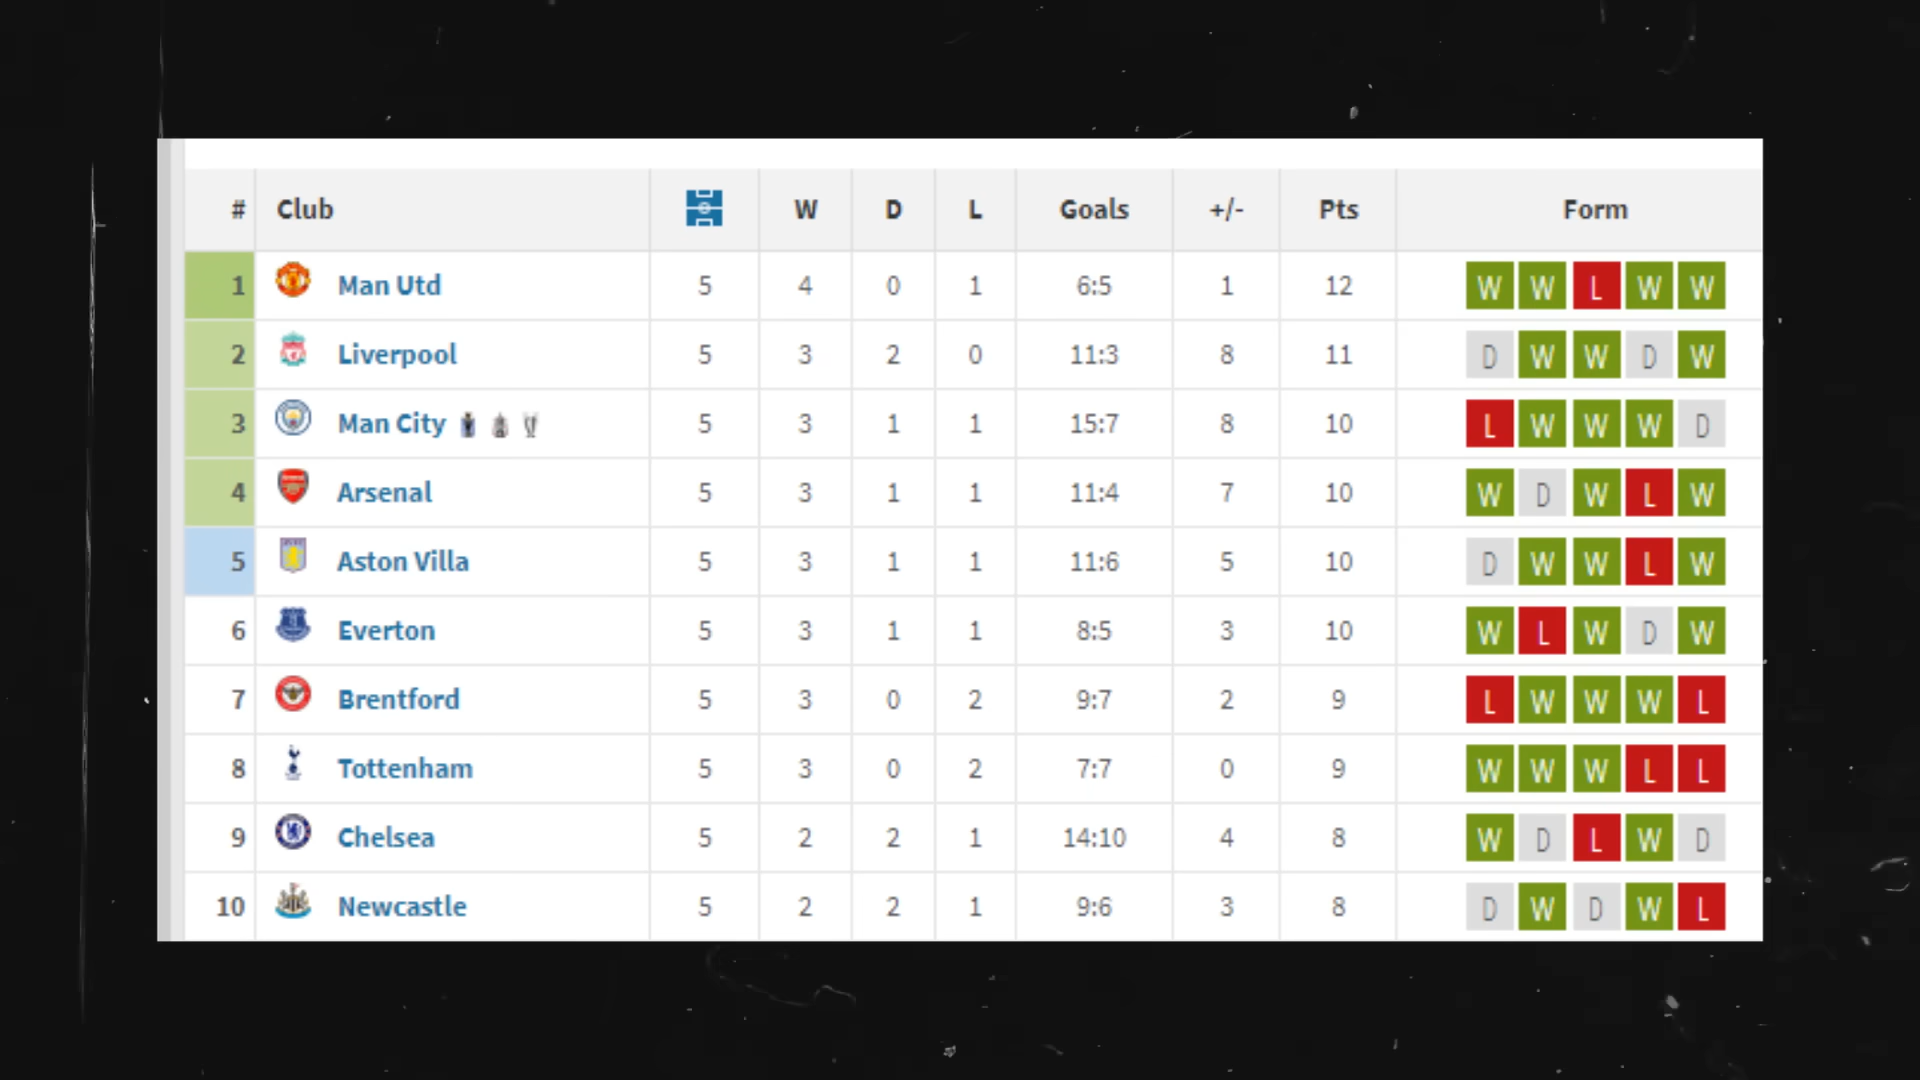 # Club W D L Goals +/- Pts Form
1 Man Utd 5 4 0 1 6:5 1 12 W W L W W
2 Liverpool 5 3 2 0 11:3 8 11 D W W D W
3 Man City 5 3 1 1 15:7 8 10 L W W W D
4 Arsenal 5 3 1 1 11:4 7 10 W D W L W
5 Aston Villa 5 3 1 1 11:6 5 10 D W W L W
6 Everton 5 3 1 1 8:5 3 10 W L W D W
7 Brentford 5 3 0 2 9:7 2 9 L W W W L
8 Tottenham 5 3 0 2 7:7 0 9 W W W L L
9 Chelsea 5 2 2 1 14:10 4 8 W D L W D
10 Newcastle 5 2 2 1 9:6 3 8 D W D W L